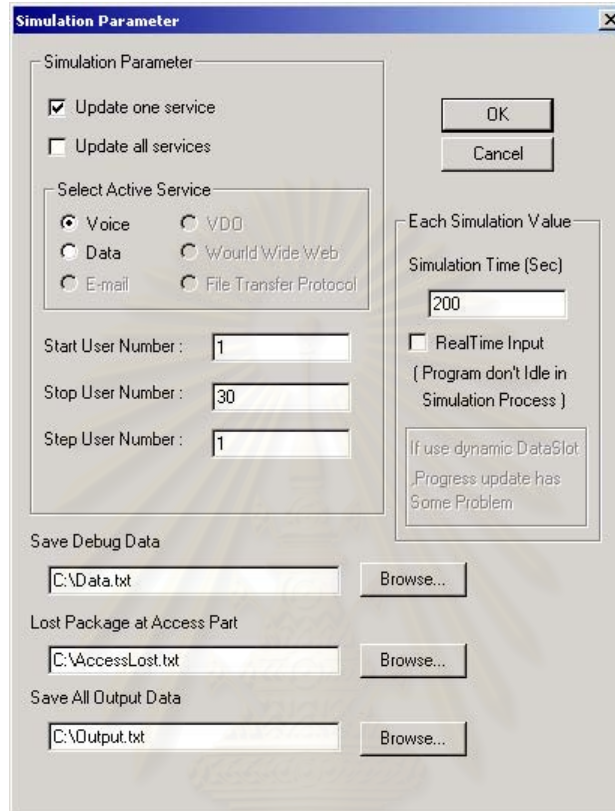 Simulation Parameter
Simulation Parameter
Update one service
Update all services
Select Active Service
Voice
VDO
Data
Wourld Wide Web
E-mail
File Transfer Protocol
Start User Number :
1
Stop User Number :
30
Step User Number :
1
OK
Cancel
Each Simulation Value
Simulation Time (Sec)
200
RealTime Input
( Program don't Idle in
Simulation Process )
If use dynamic DataSlot
,Progress update has
Some Problem
Save Debug Data
C:\Data.txt
Browse...
Lost Package at Access Part
C:\AccessLost.txt
Browse...
Save All Output Data
C:\Output.txt
Browse...